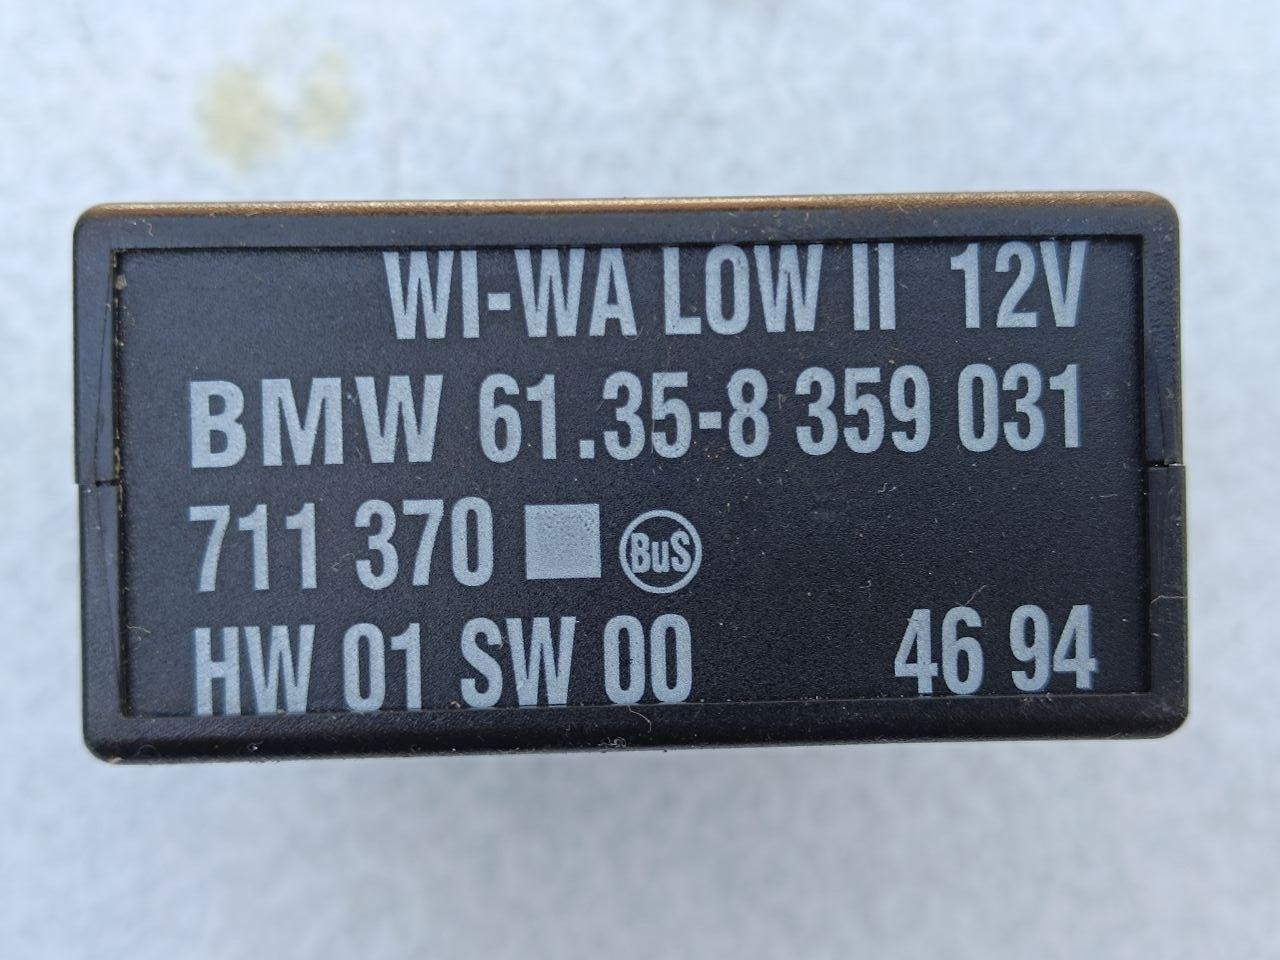 WI-WA LOW II 12V
BMW 61.35-8 359 031
711 370 BuS
HW 01 SW 00 46 94